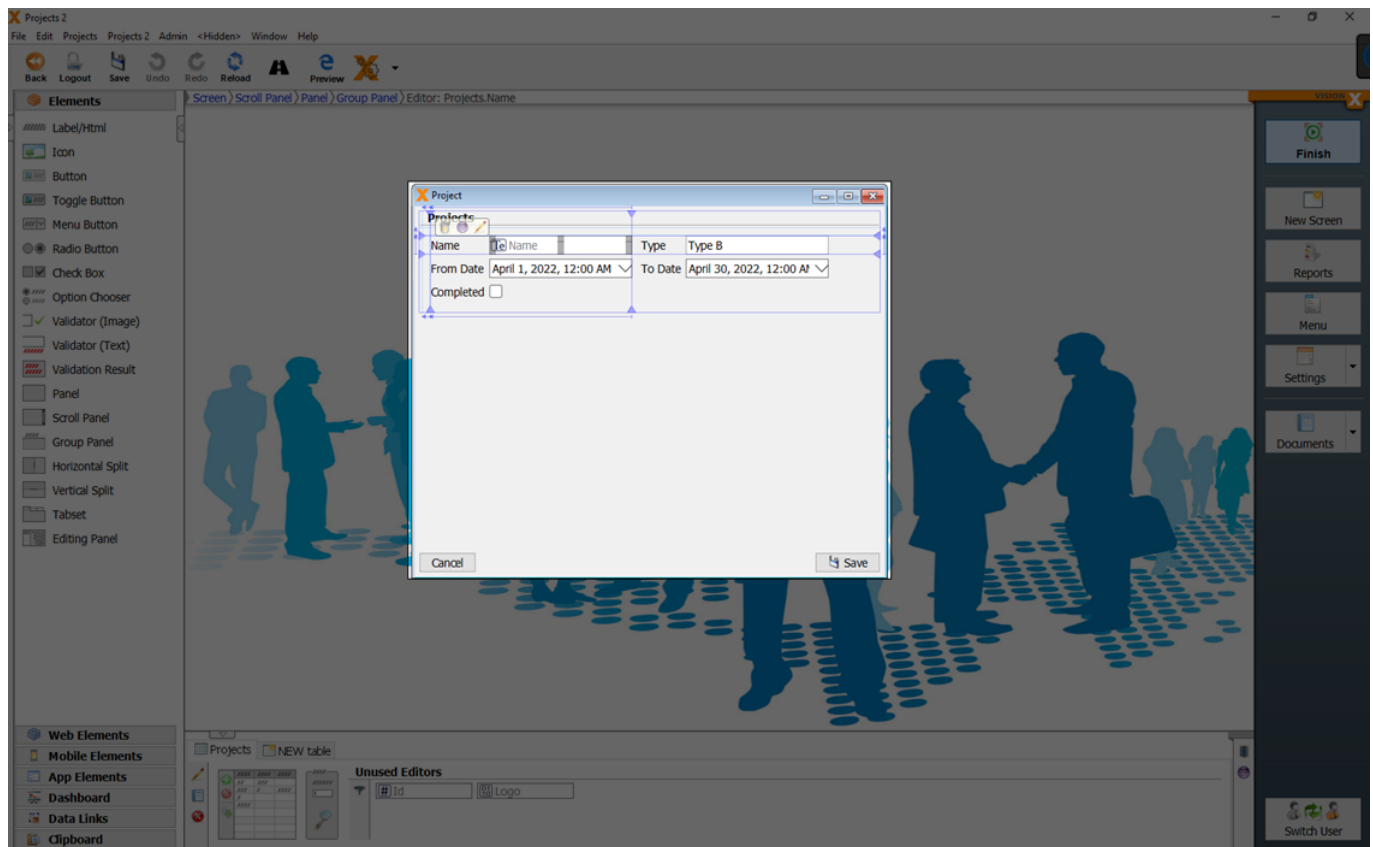 Projects 2
File Edit Projects Projects 2 Admin <Hidden> Window Help
Back Logout Save Undo Redo Reload Preview
Elements
Screen Scroll Panel Panel Group Panel Editor: Projects.Name
VISION X
Label/Html
Icon
Button
Toggle Button
Menu Button
Radio Button
Check Box
Option Chooser
Validator (Image)
Validator (Text)
Validation Result
Panel
Scroll Panel
Group Panel
Horizontal Split
Vertical Split
Tabset
Editing Panel
Web Elements
Mobile Elements
App Elements
Dashboard
Data Links
Clipboard
Project
Projects
Name Name Type Type B
From Date April 1, 2022, 12:00 AM To Date April 30, 2022, 12:00 AM
Completed
Cancel Save
Projects NEW table
Unused Editors
Id Logo
Finish
New Screen
Reports
Menu
Settings
Documents
Switch User